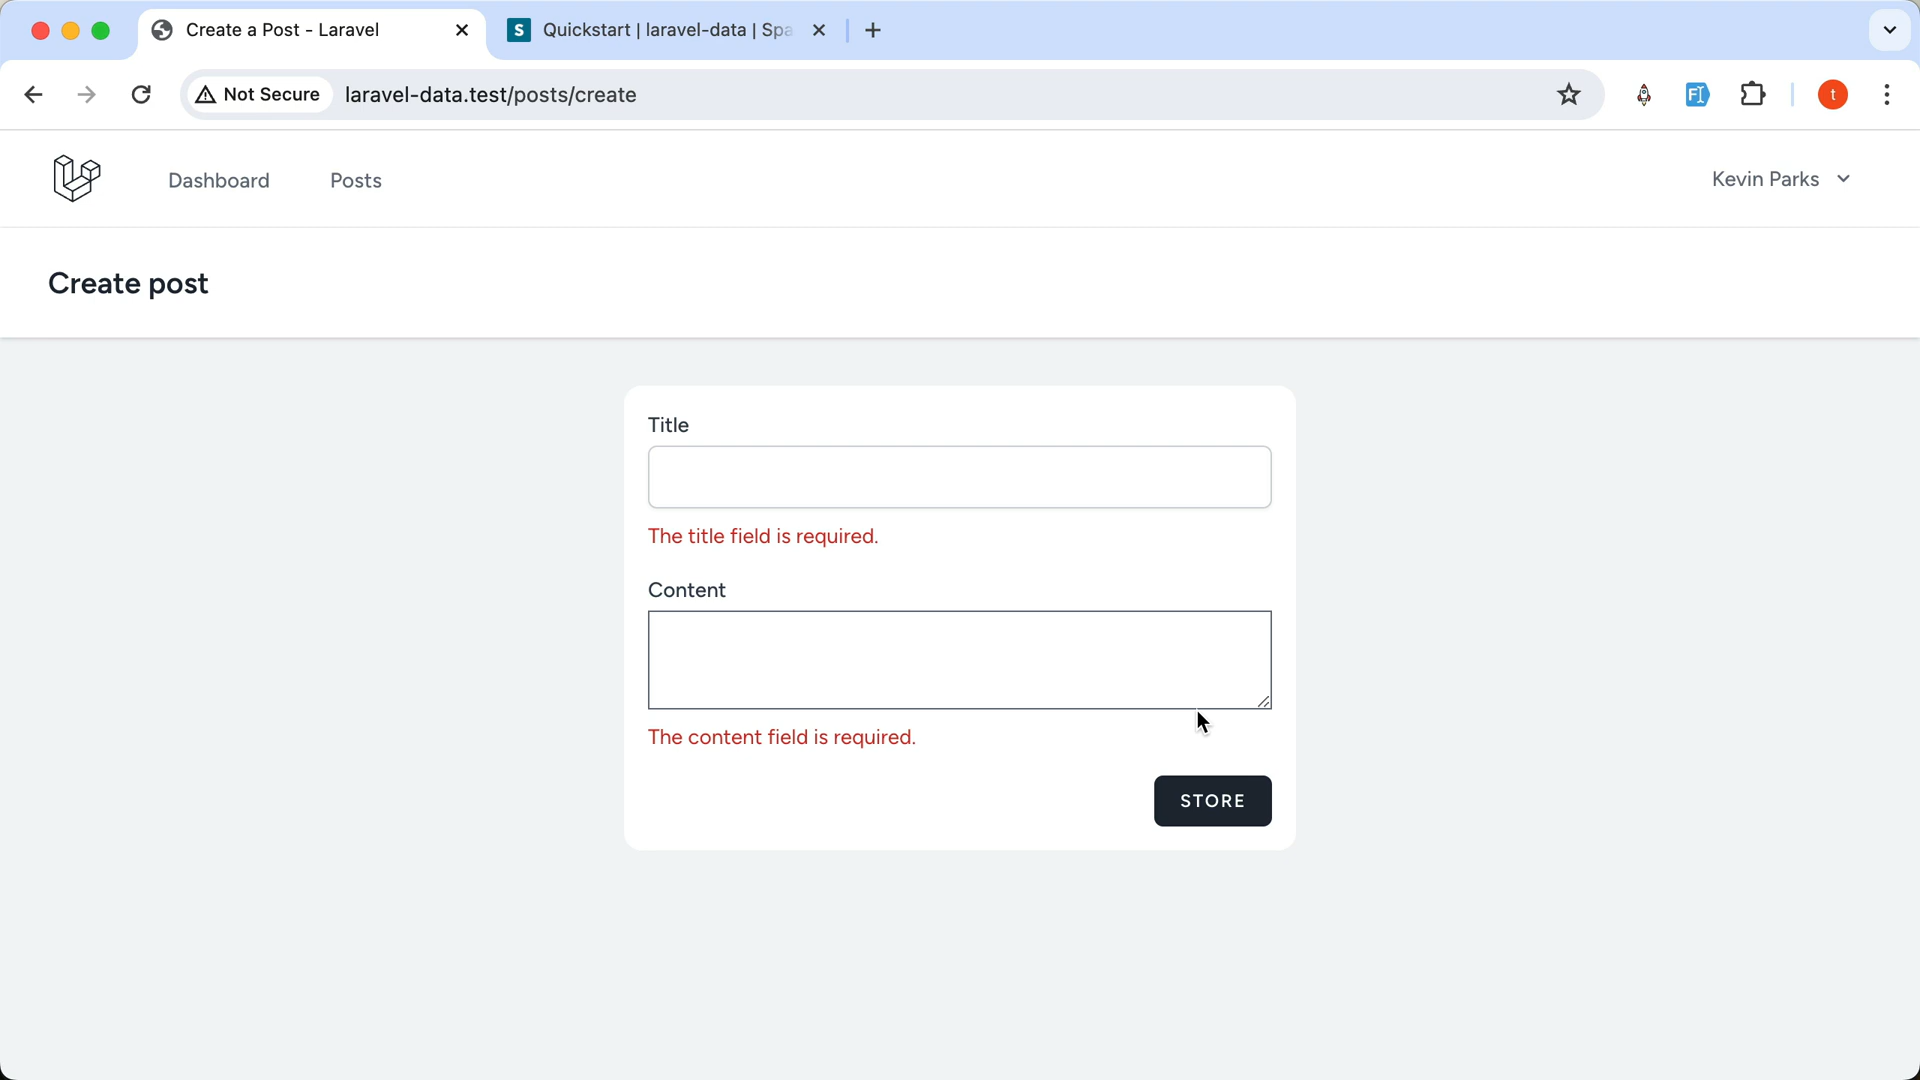 Create a Post - Laravel
S Quickstart | laravel-data | Spa
Not Secure laravel-data.test/posts/create
FI
t
Dashboard Posts Kevin Parks
Create post
Title
The title field is required.
Content
The content field is required.
STORE